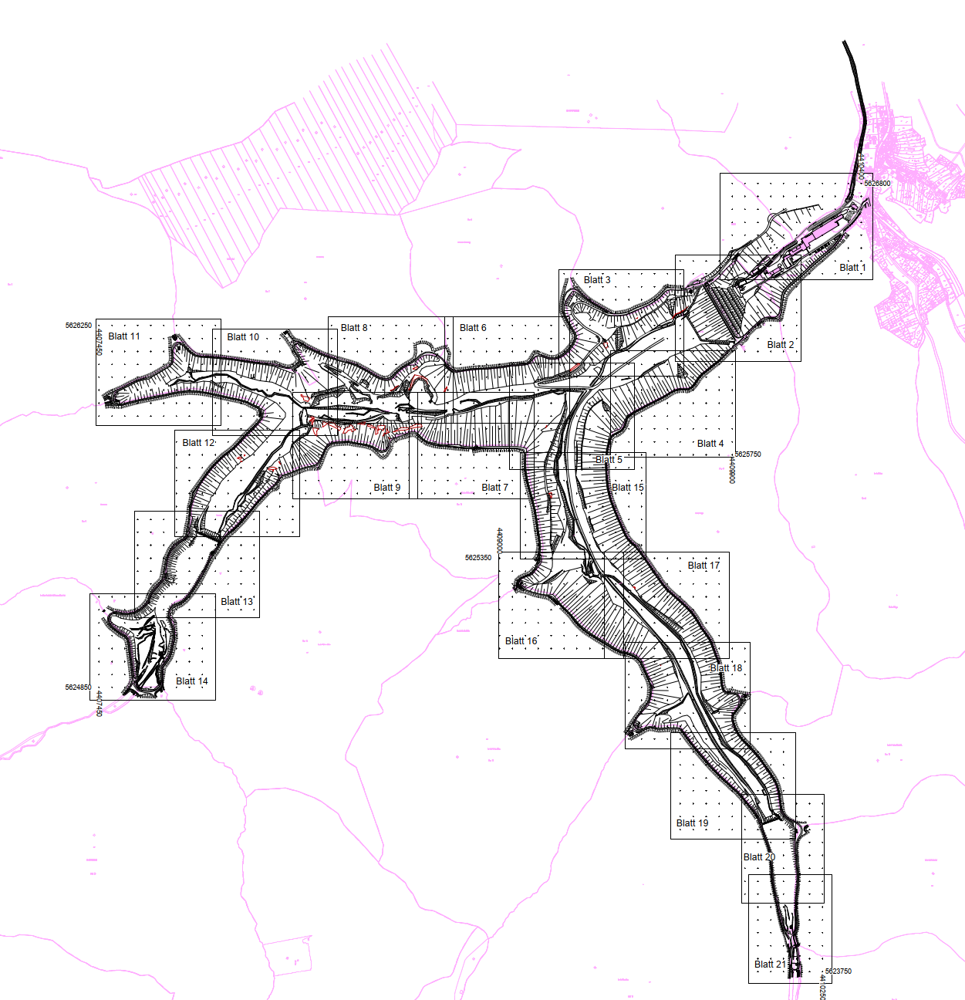 4410400
5626800
Blatt 1
Blatt 3
5626250
4407450
Blatt 11
Blatt 10
Blatt 8
Blatt 6
Blatt 2
Blatt 12
Blatt 4
5625750
4409900
Blatt 5
Blatt 9
Blatt 7
Blatt 15
4409000
5625350
Blatt 17
Blatt 13
Blatt 16
Blatt 18
Blatt 14
5624850
4407450
Blatt 19
Blatt 20
Blatt 21
5623750
4410250